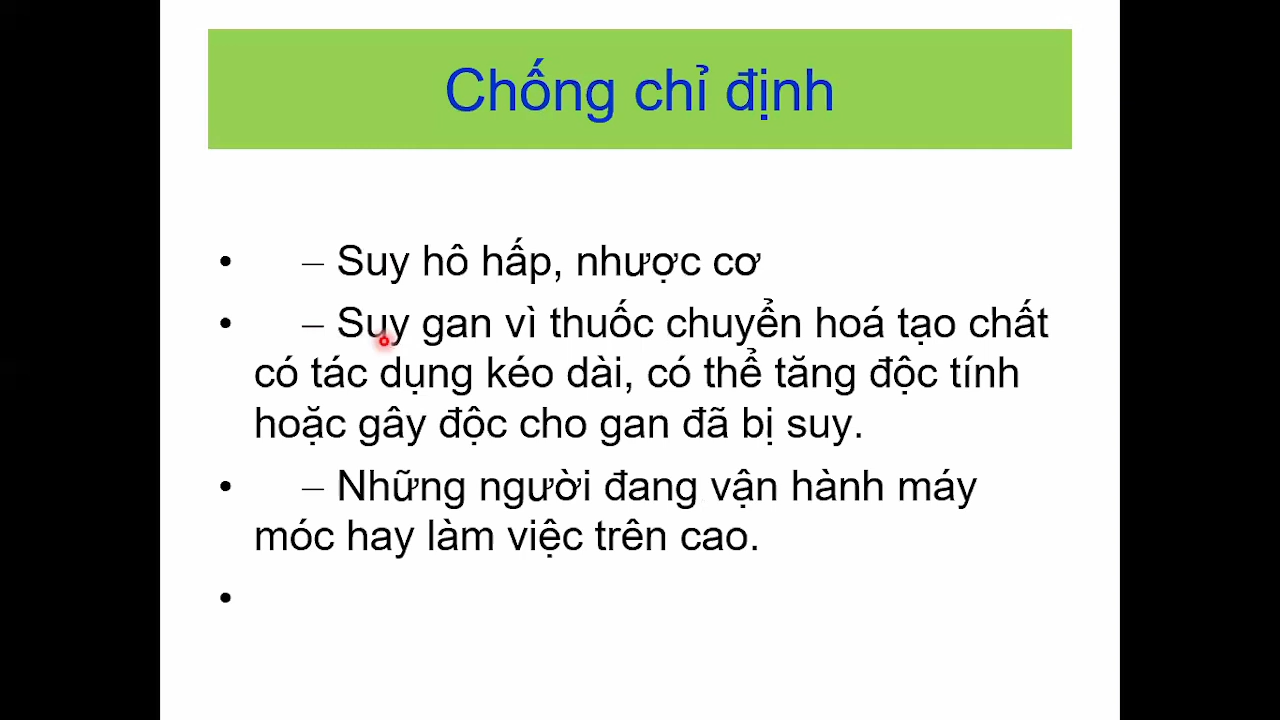 Chống chỉ định
• – Suy hô hấp, nhược cơ
• – Suy gan vì thuốc chuyển hoá tạo chất
có tác dụng kéo dài, có thể tăng độc tính
hoặc gây độc cho gan đã bị suy.
• – Những người đang vận hành máy
móc hay làm việc trên cao.
•